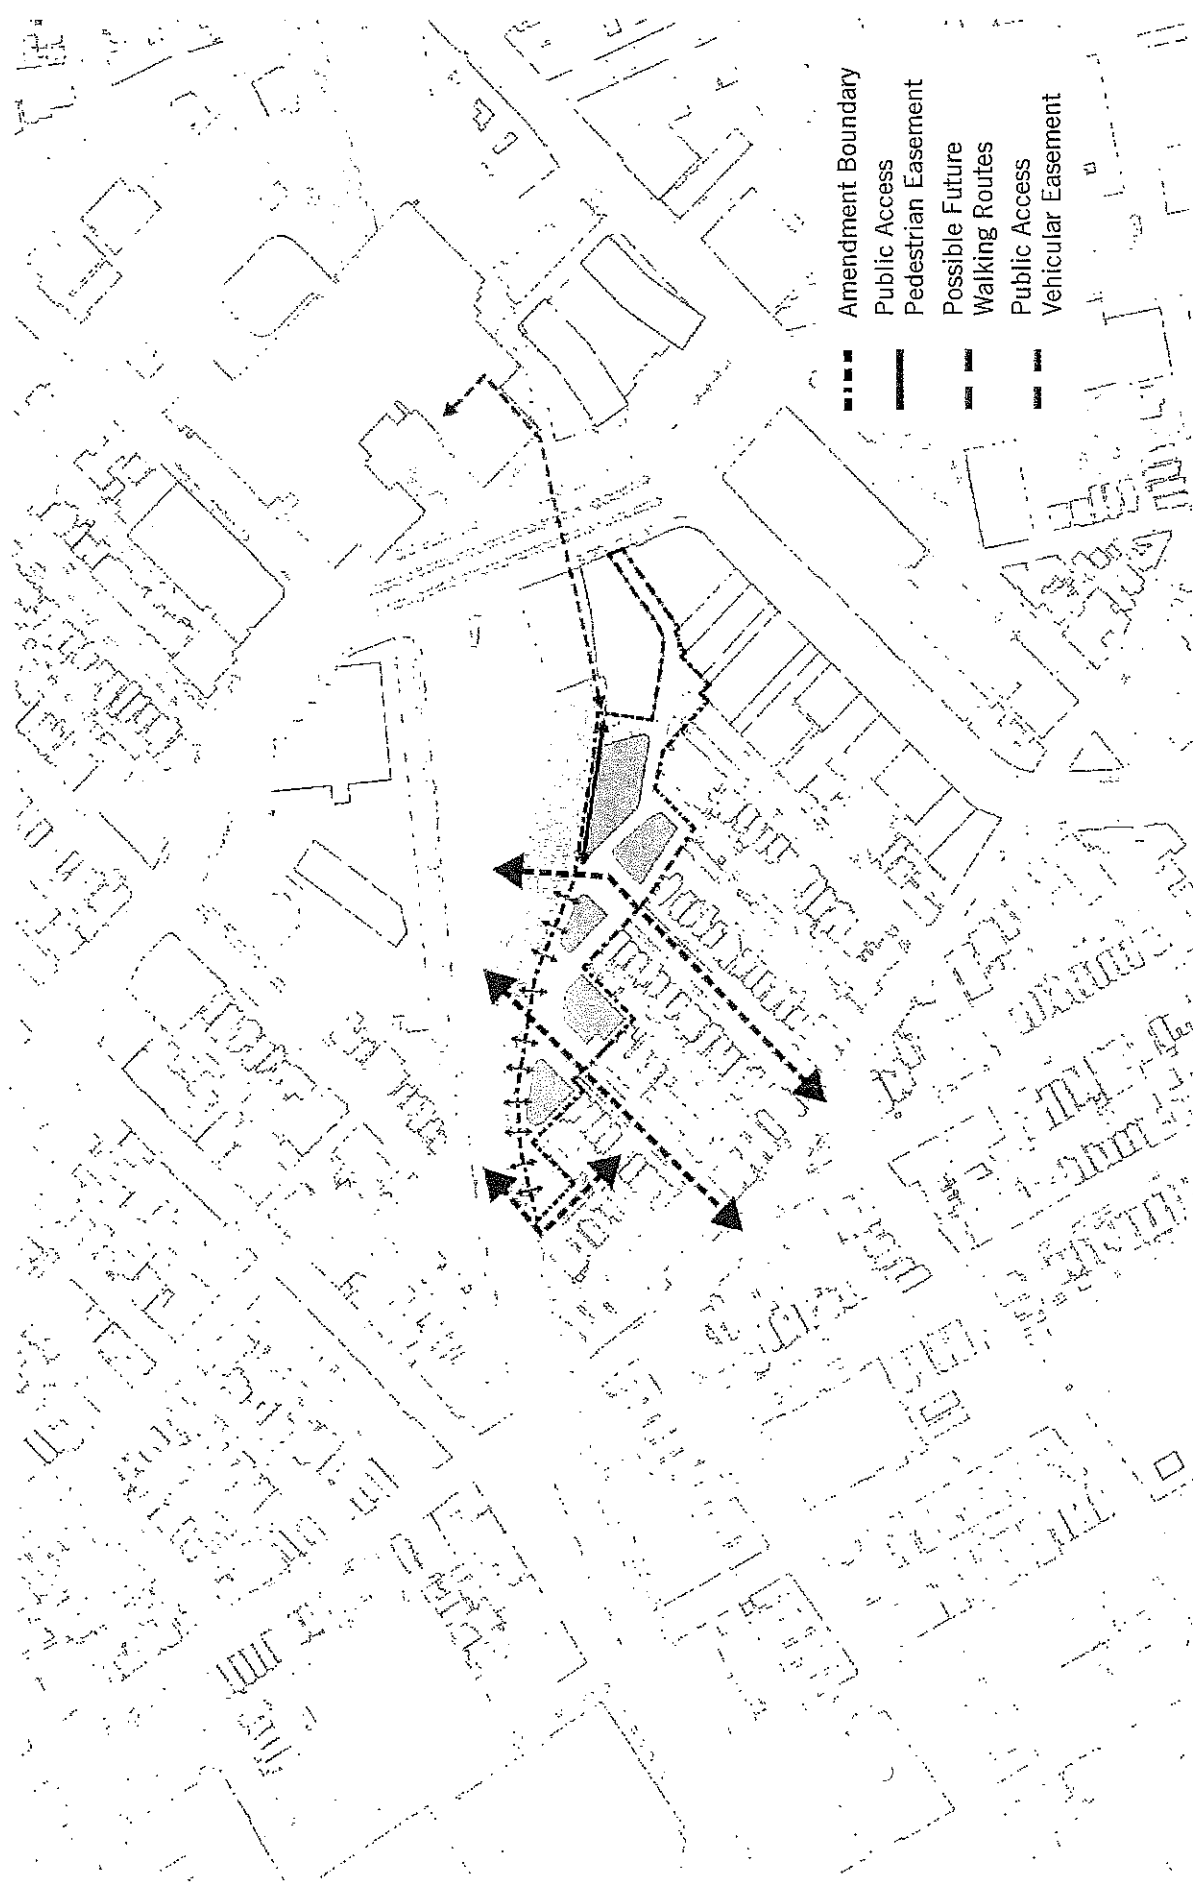 Amendment Boundary
Public Access
Pedestrian Easement
Possible Future
Walking Routes
Public Access
Vehicular Easement